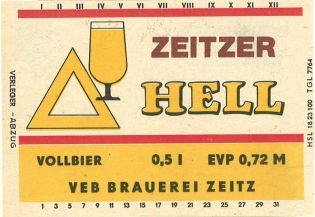 I II III IV V VI VII VIII IX X XI XII
ZEITZER
HELL
VERLEGER - ABZUG
HSL 18 23 100 TGL 7764
VOLLBIER 0,5 l EVP 0,72 M
VEB BRAUEREI ZEITZ
1 3 5 7 9 11 13 15 17 19 21 23 25 27 29 31